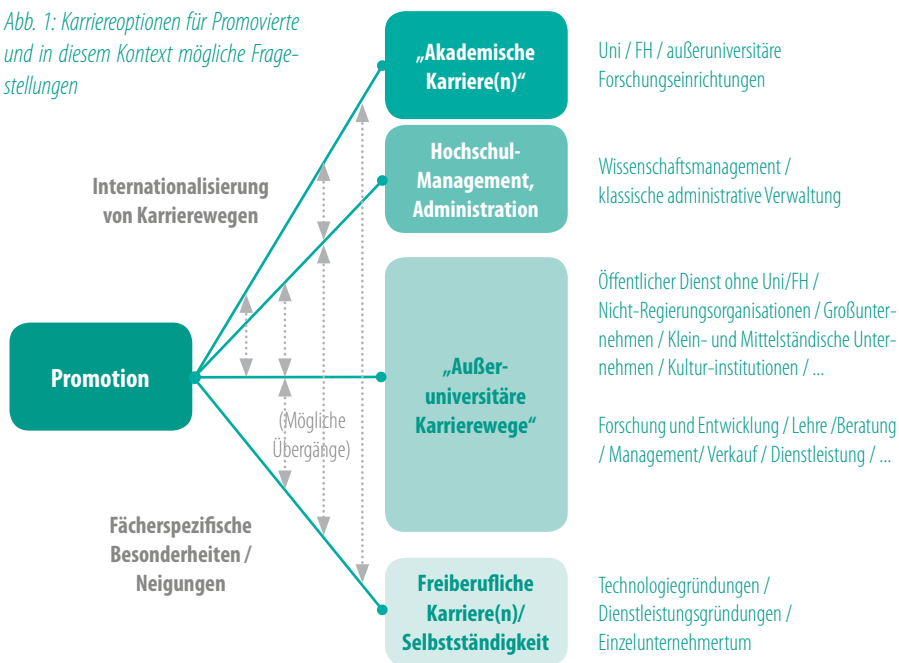 Abb. 1: Karriereoptionen für Promovierte
und in diesem Kontext mögliche Frage-
stellungen
„Akademische
Karriere(n)“
Uni / FH / außeruniversitäre
Forschungseinrichtungen
Hochschul-
Management,
Administration
Wissenschaftsmanagement /
klassische administrative Verwaltung
Internationalisierung
von Karrierewegen
Promotion
„Außer-
universitäre
Karrierewege“
Öffentlicher Dienst ohne Uni/FH /
Nicht-Regierungsorganisationen / Großunter-
nehmen / Klein- und Mittelständische Unter-
nehmen / Kultur-institutionen / ...
Forschung und Entwicklung / Lehre /Beratung
/ Management/ Verkauf / Dienstleistung / ...
(Mögliche
Übergänge)
Fächerspezifische
Besonderheiten /
Neigungen
Freiberufliche
Karriere(n)/
Selbstständigkeit
Technologiegründungen /
Dienstleistungsgründungen /
Einzelunternehmertum